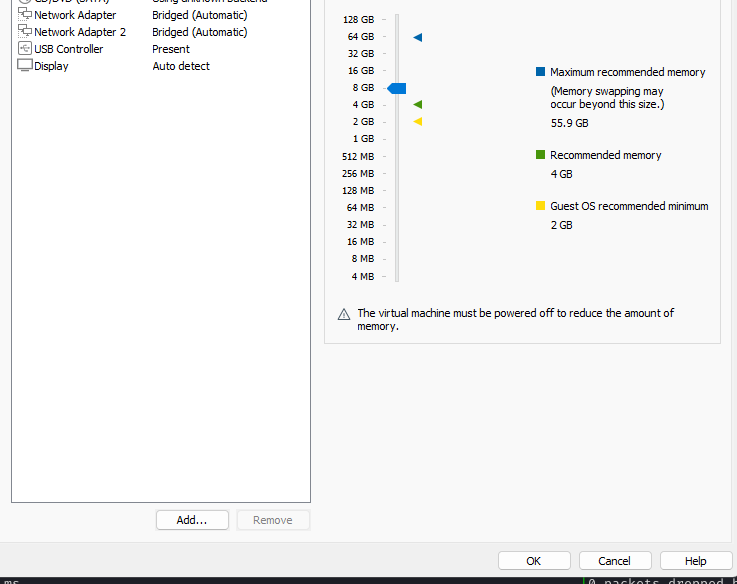 CD/DVD (SATA) Using unknown backend
Network Adapter Bridged (Automatic)
Network Adapter 2 Bridged (Automatic)
USB Controller Present
Display Auto detect
128 GB
64 GB
32 GB
16 GB
8 GB
4 GB
2 GB
1 GB
512 MB
256 MB
128 MB
64 MB
32 MB
16 MB
8 MB
4 MB
Maximum recommended memory
(Memory swapping may
occur beyond this size.)
55.9 GB
Recommended memory
4 GB
Guest OS recommended minimum
2 GB
The virtual machine must be powered off to reduce the amount of
memory.
Add... Remove
OK Cancel Help
ms 0 packets dropped b